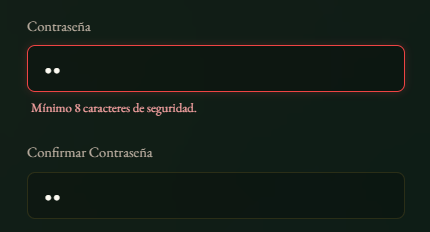 Contraseña
••
Mínimo 8 caracteres de seguridad.
Confirmar Contraseña
••